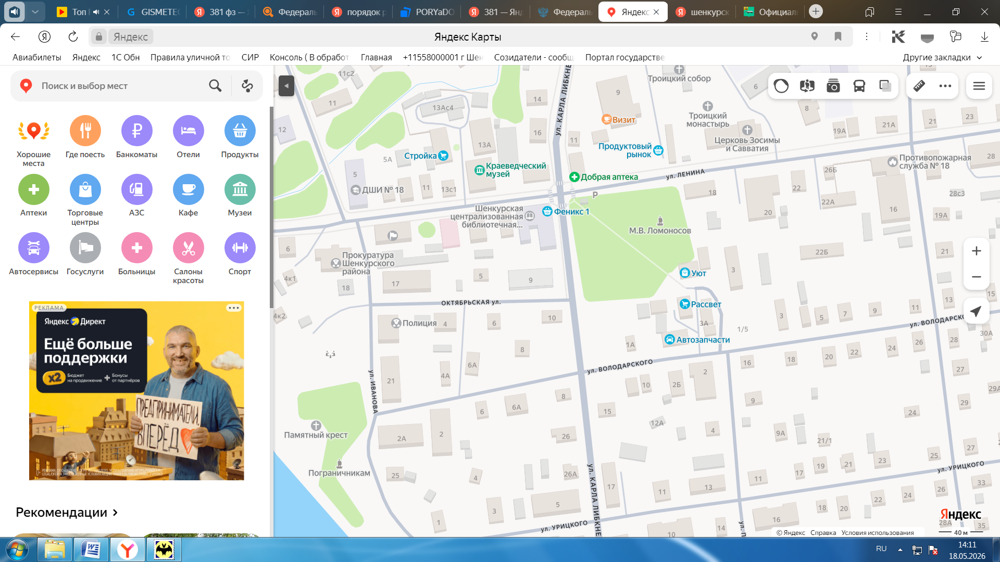 Топ
GISMETEO
381 фз —
Федераль
порядок р
PORYaDO
381 — Янд
Федераль
Яндекс
шенкурск
Официаль
Яндекс
Яндекс Карты
Авиабилеты
Яндекс
1С Обн
Правила уличной то
СИР
Консоль ( В обработ
Главная
+11558000001 г Шен
Созидатели - сообщ
Портал государстве
Другие закладки
Поиск и выбор мест
Хорошие
места
Где поесть
Банкоматы
Отели
Продукты
Аптеки
Торговые
центры
АЗС
Кафе
Музеи
Автосервисы
Госуслуги
Больницы
Салоны
красоты
Спорт
РЕКЛАМА
Яндекс Директ
Ещё больше
поддержки
x2
Бюджет
на продвижение
+
Бонусы
от партнёров
ПРЕДПРИНИМАТЕЛИ,
ВПЕРЁД
Рекомендации
11с2
11
13Ас4
14
9
Троицкий собор
6
8
Троицкий
монастырь
12
16
13А
11
Визит
Церковь Зосимы
и Савватия
19А
21А
21
23
5А
5
Стройка
Продуктовый
рынок
Краеведческий
музей
Добрая аптека
ул. ЛЕНИНА
26Б
Противопожарная
служба № 18
28
ДШИ № 18
11
13с1
Р
18
22
22А
28с3
Шенкурская
централизованная
библиотечная...
Феникс 1
20
16
19А
М.В. Ломоносов
6
Прокуратура
Шенкурского
района
22Б
21
4к1
18
17
5
9
3
Уют
ОКТЯБРЬСКАЯ ул.
Рассвет
15
13
11
9
7
5
3
4к2
Полиция
4
6
10
3А
1/5
ул. ВОЛОДАРСКО
30А
Автозапчасти
1А
8
6А
4А
21
ул. ИВАНОВА
ул. ВОЛОДАРСКОГО
16
18
20
22
24
26
28
27
29А
2
2Б
10
8
6А
6
15
9
29
24
Памятный крест
2А
2
26
12А
4
9А
21/1
27
25
23
21
19
17
ул. УРИЦКОГО
Пограничникам
25
4
26А
17
11
13
11
33
26
24
22
20
18
5
3
1
16
14
10
ул. УРИЦКОГО
ул. КАРЛА ЛИБКНЕ
ул. КАРЛА ЛИБКНЕ
ул. П
28А
35
Яндекс
© Яндекс
Справка
Условия использования
40 м
RU
14:11
18.05.2026